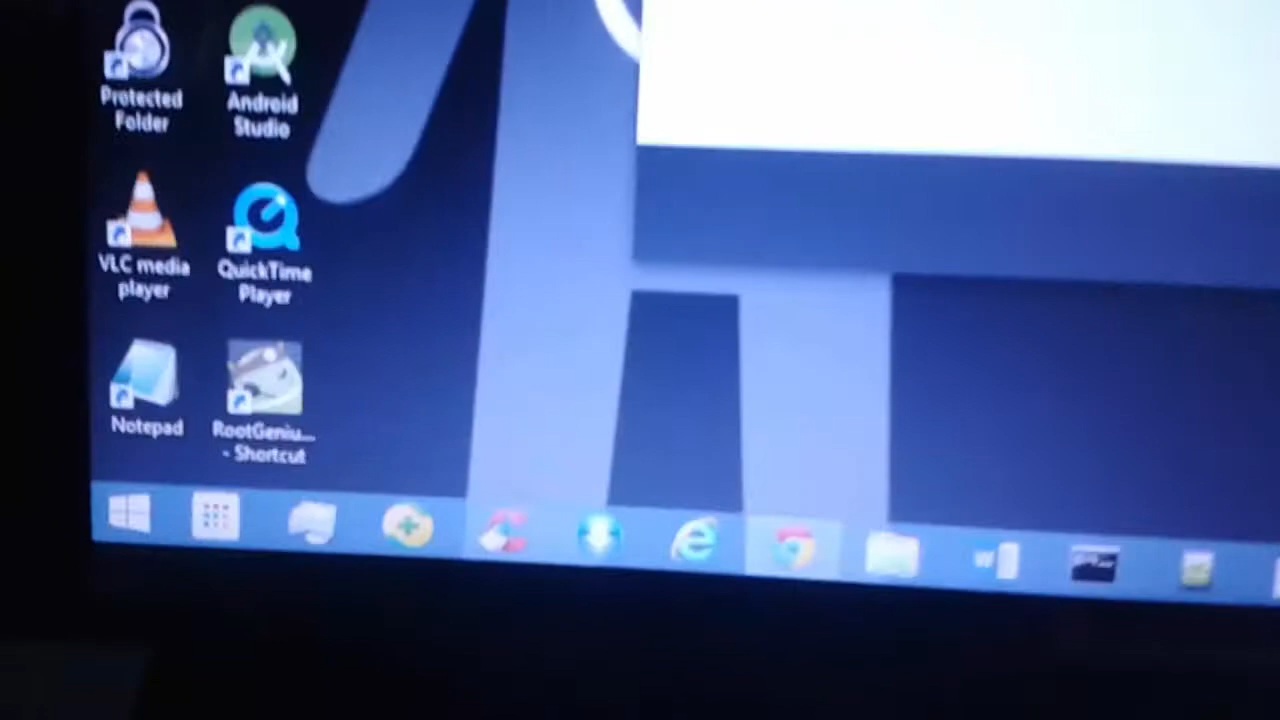 Protected
Folder
Android
Studio
VLC media
player
QuickTime
Player
Notepad
RootGeniu...
- Shortcut